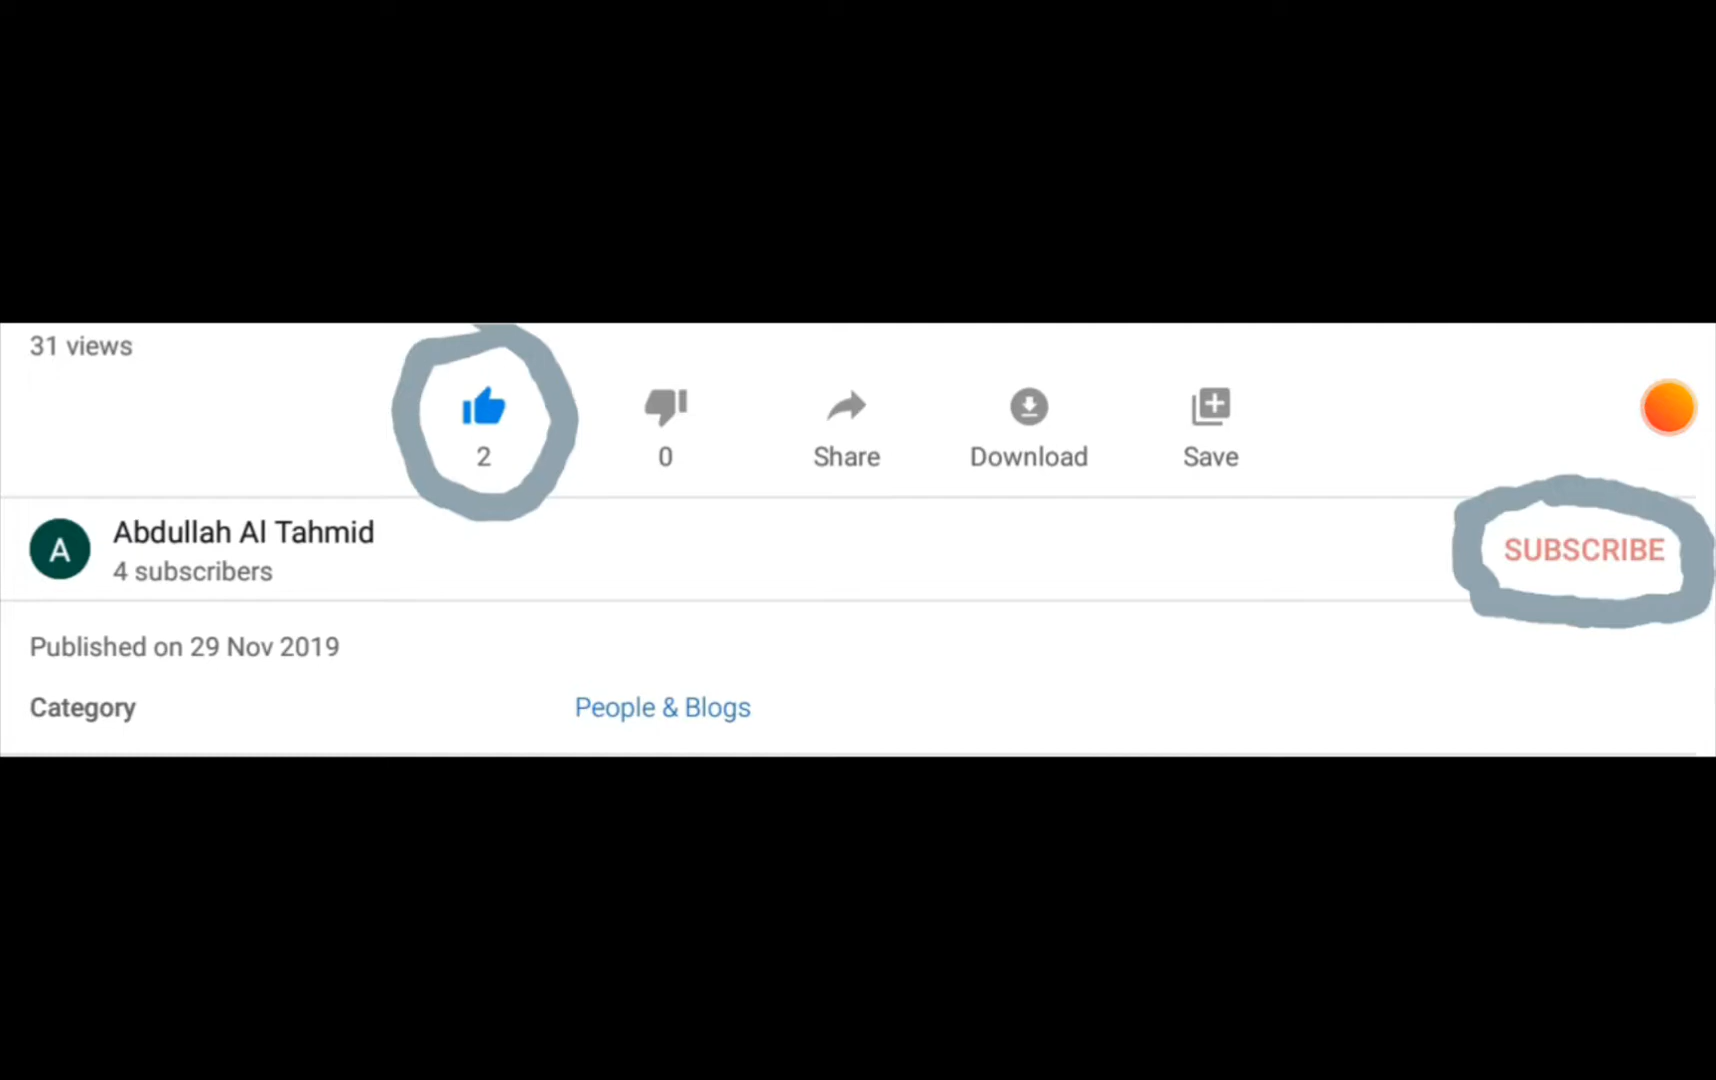 31 views
2
0
Share
Download
Save
A
Abdullah Al Tahmid
4 subscribers
SUBSCRIBE
Published on 29 Nov 2019
Category
People & Blogs